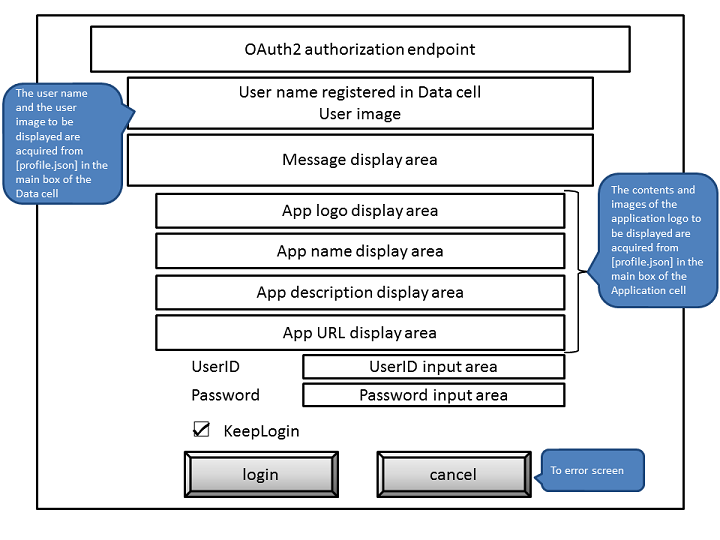 OAuth2 authorization endpoint
User name registered in Data cell
User image
The user name
and the user
image to be
displayed are
acquired from
[profile.json] in the
main box of the
Data cell
Message display area
App logo display area
App name display area
App description display area
App URL display area
The contents and
images of the
application logo to
be displayed are
acquired from
[profile.json] in the
main box of the
Application cell
UserID
UserID input area
Password
Password input area
KeepLogin
login
cancel
To error screen